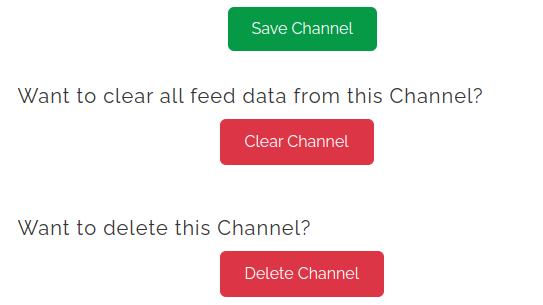 Save Channel
Want to clear all feed data from this Channel?
Clear Channel
Want to delete this Channel?
Delete Channel